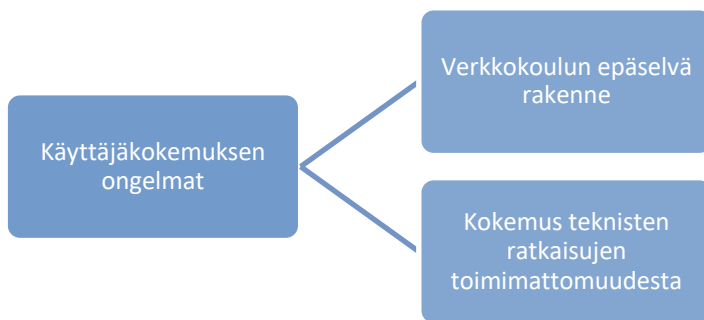 Käyttäjäkokemuksen
ongelmat
Verkkokoulun epäselvä
rakenne
Kokemus teknisten
ratkaisujen
toimimattomuudesta